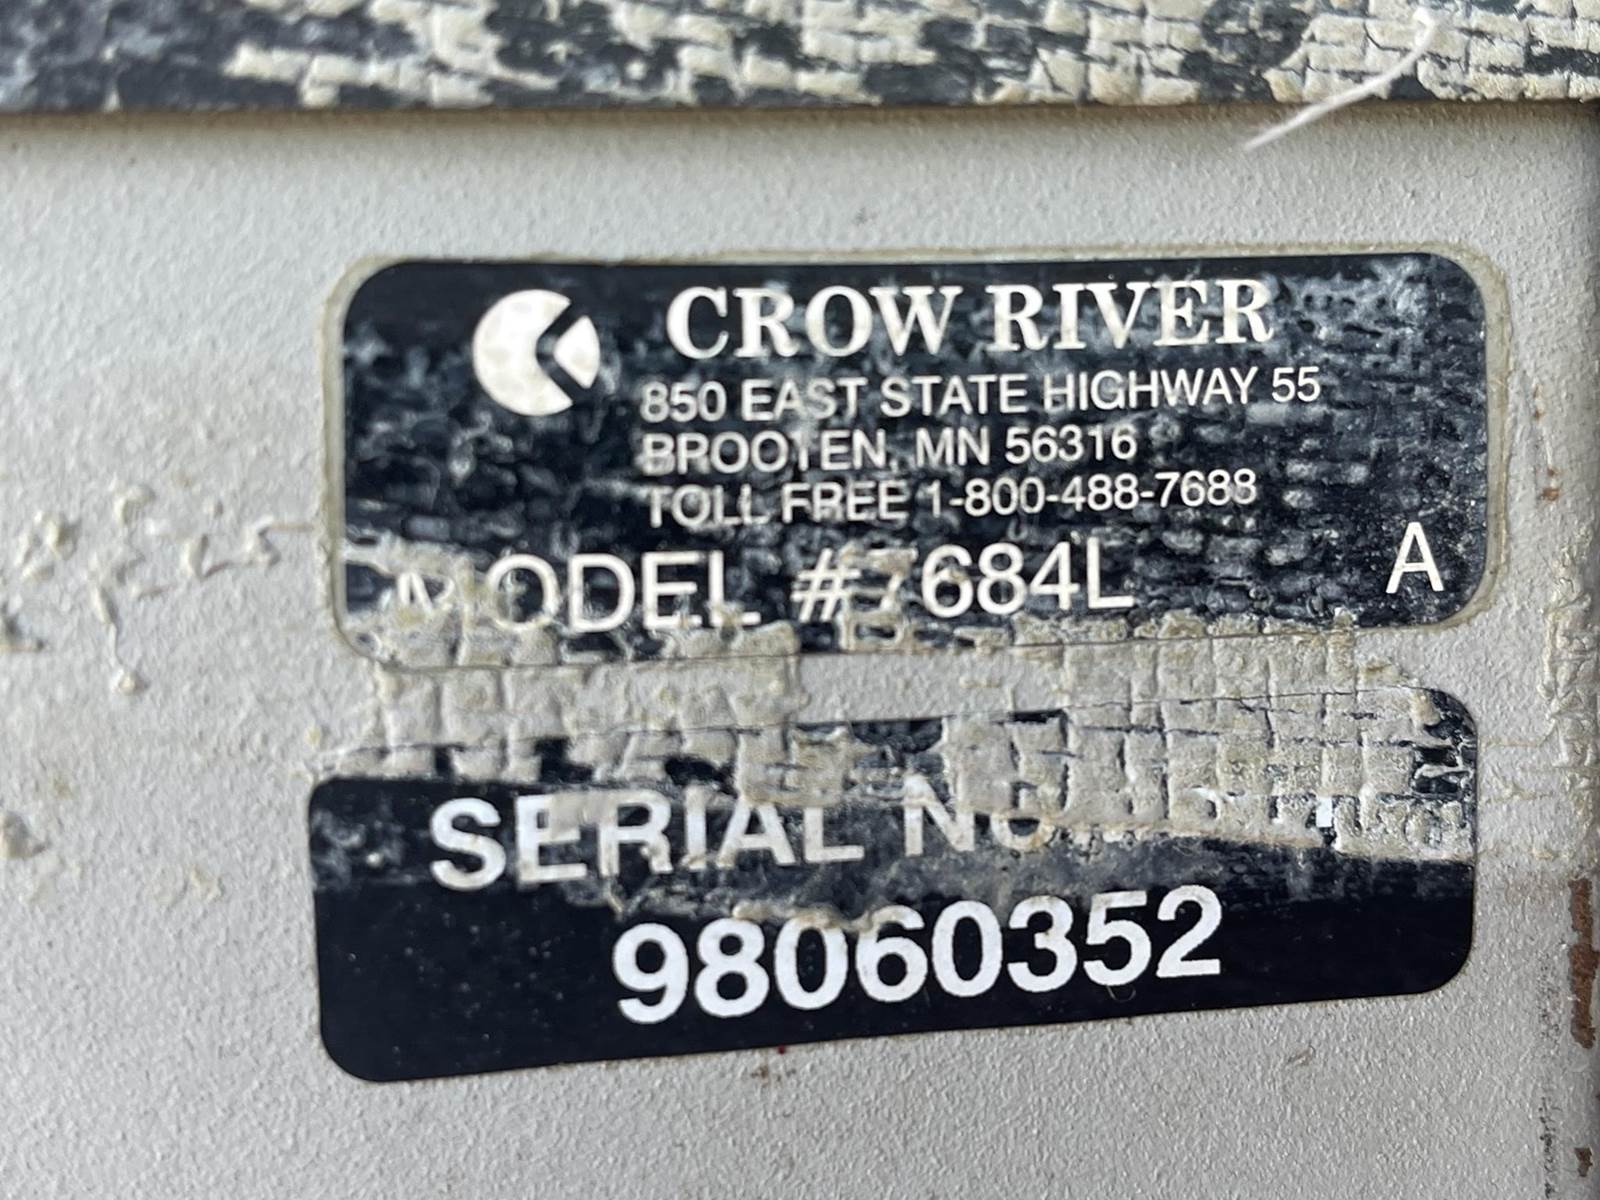 CROW RIVER
850 EAST STATE HIGHWAY 55
BROOTEN, MN 56316
TOLL FREE 1-800-488-7688
MODEL #7684L A
SERIAL
98060352